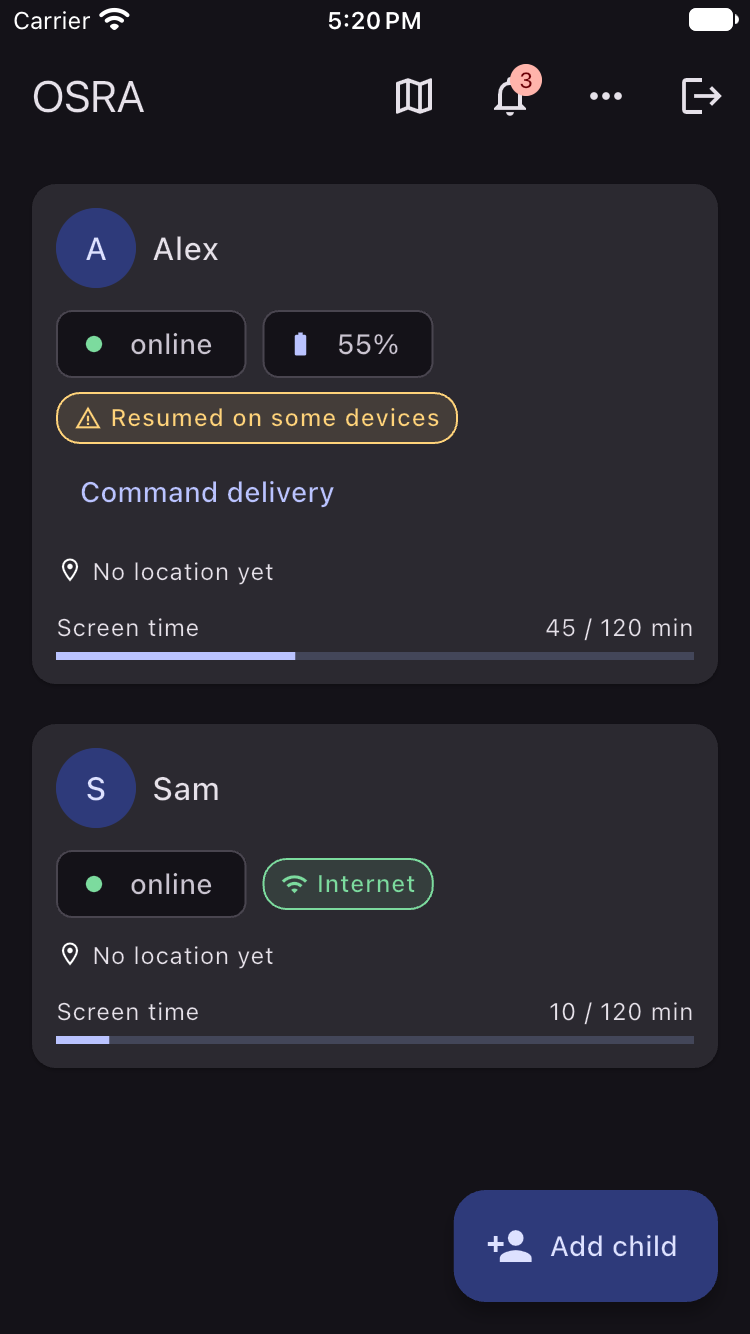 Carrier 5:20 PM
OSRA 3
A Alex
online 55%
Resumed on some devices
Command delivery
No location yet
Screen time 45 / 120 min
S Sam
online Internet
No location yet
Screen time 10 / 120 min
Add child